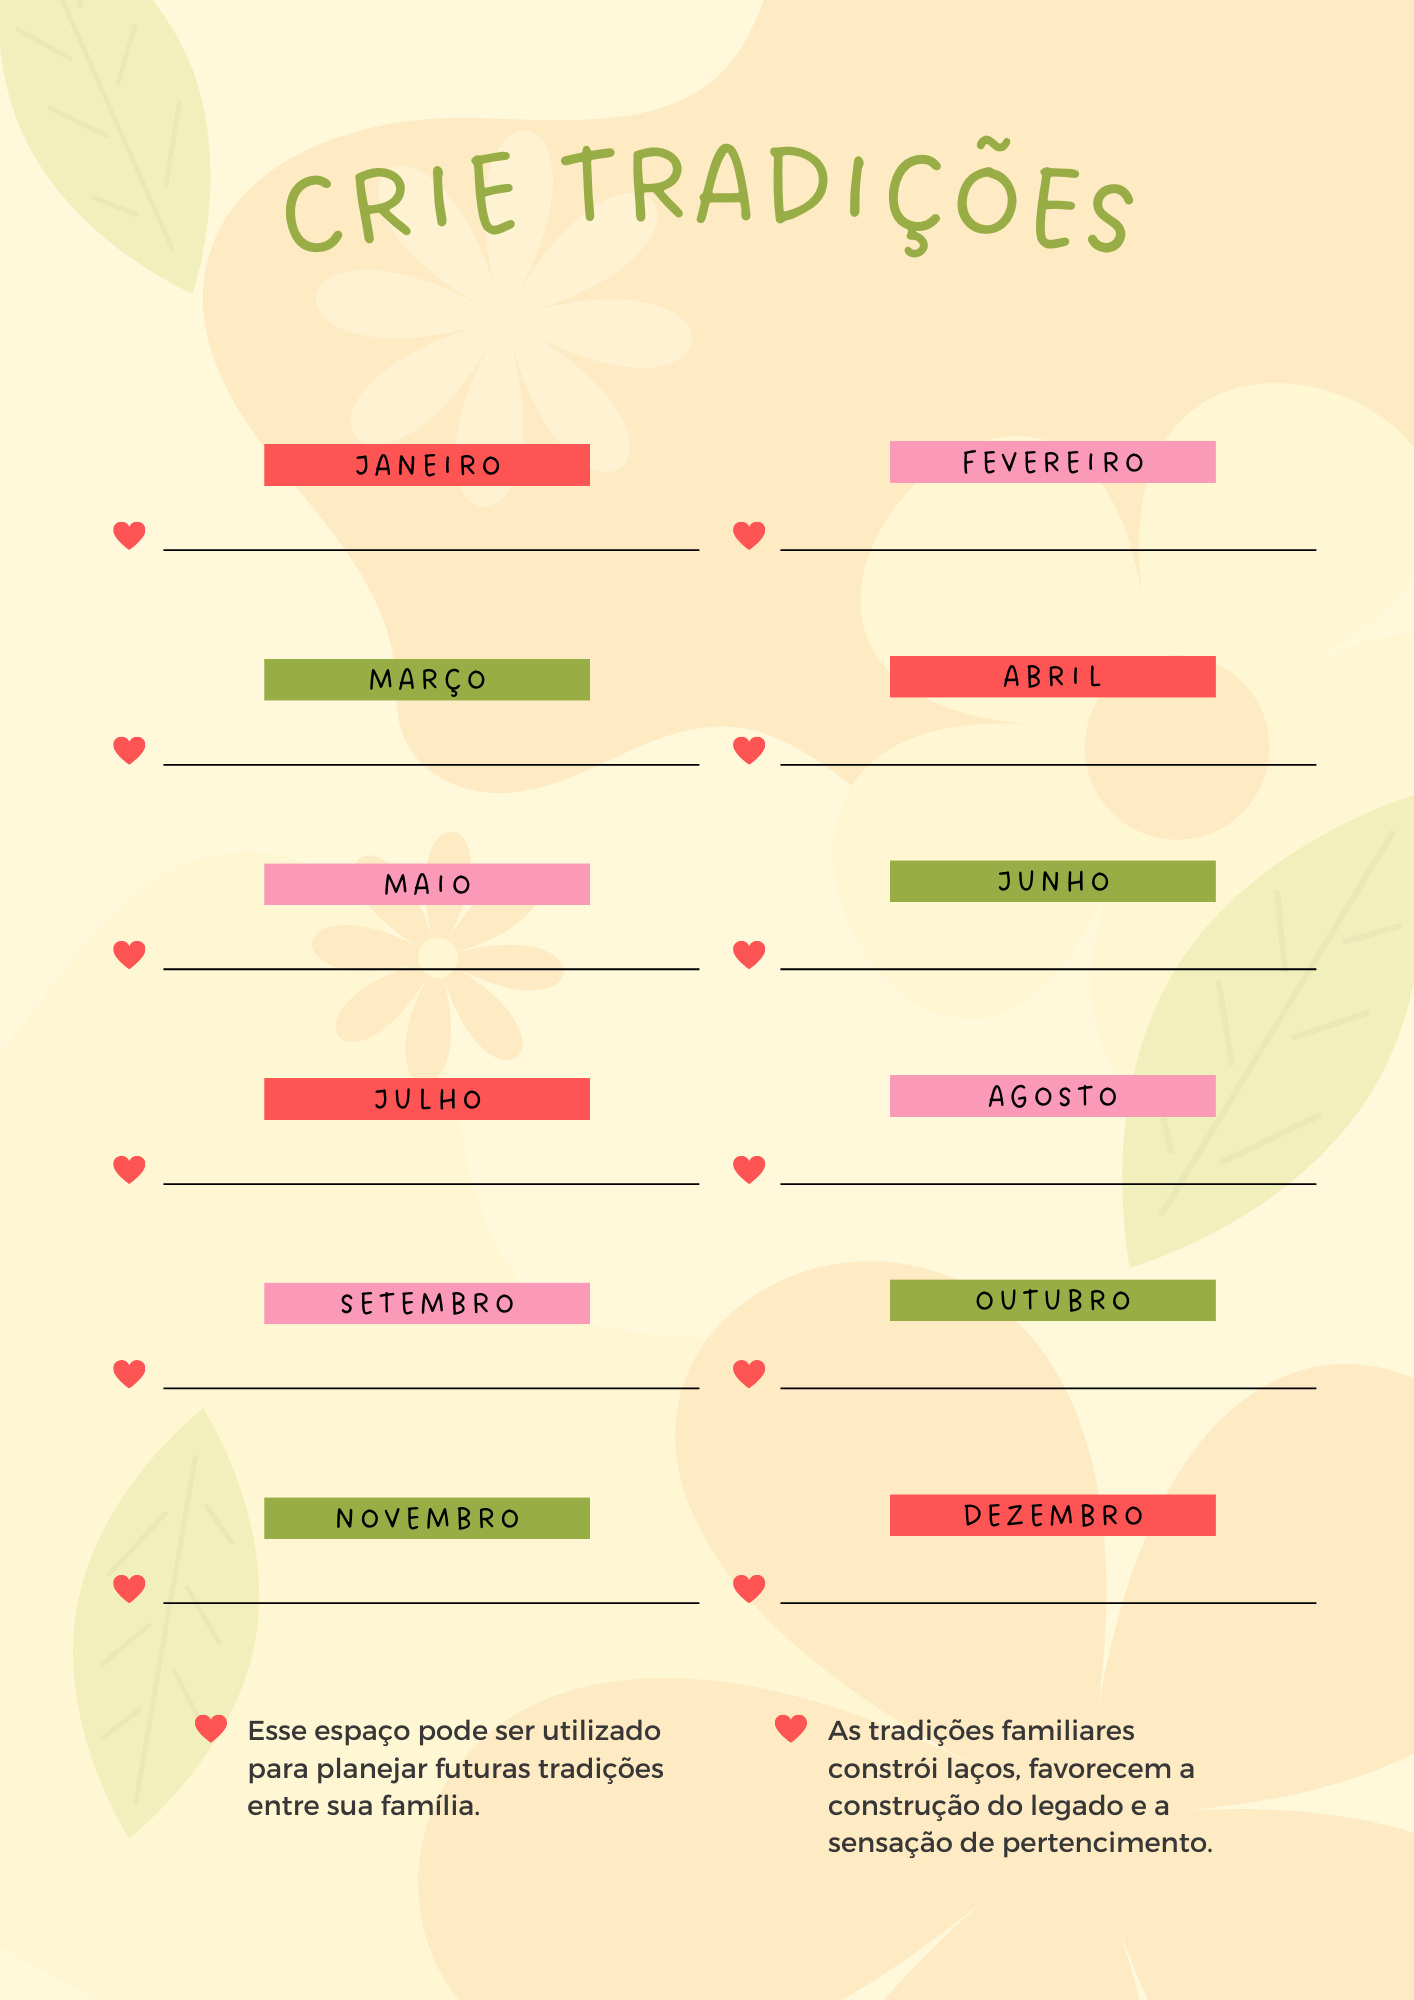 CRIE TRADIÇÕES
JANEIRO
FEVEREIRO
MARÇO
ABRIL
MAIO
JUNHO
JULHO
AGOSTO
SETEMBRO
OUTUBRO
NOVEMBRO
DEZEMBRO
Esse espaço pode ser utilizado
para planejar futuras tradições
entre sua família.
As tradições familiares
constrói laços, favorecem a
construção do legado e a
sensação de pertencimento.